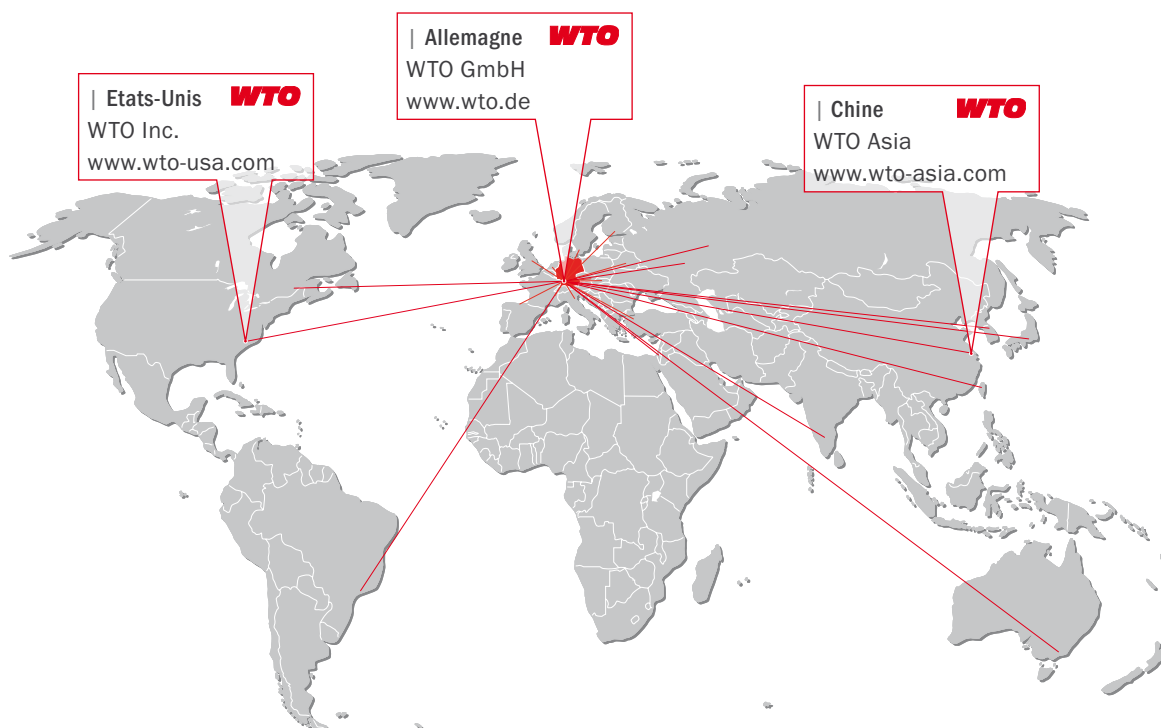 | Allemagne WTO
WTO GmbH
www.wto.de
| Etats-Unis WTO
WTO Inc.
www.wto-usa.com
| Chine WTO
WTO Asia
www.wto-asia.com